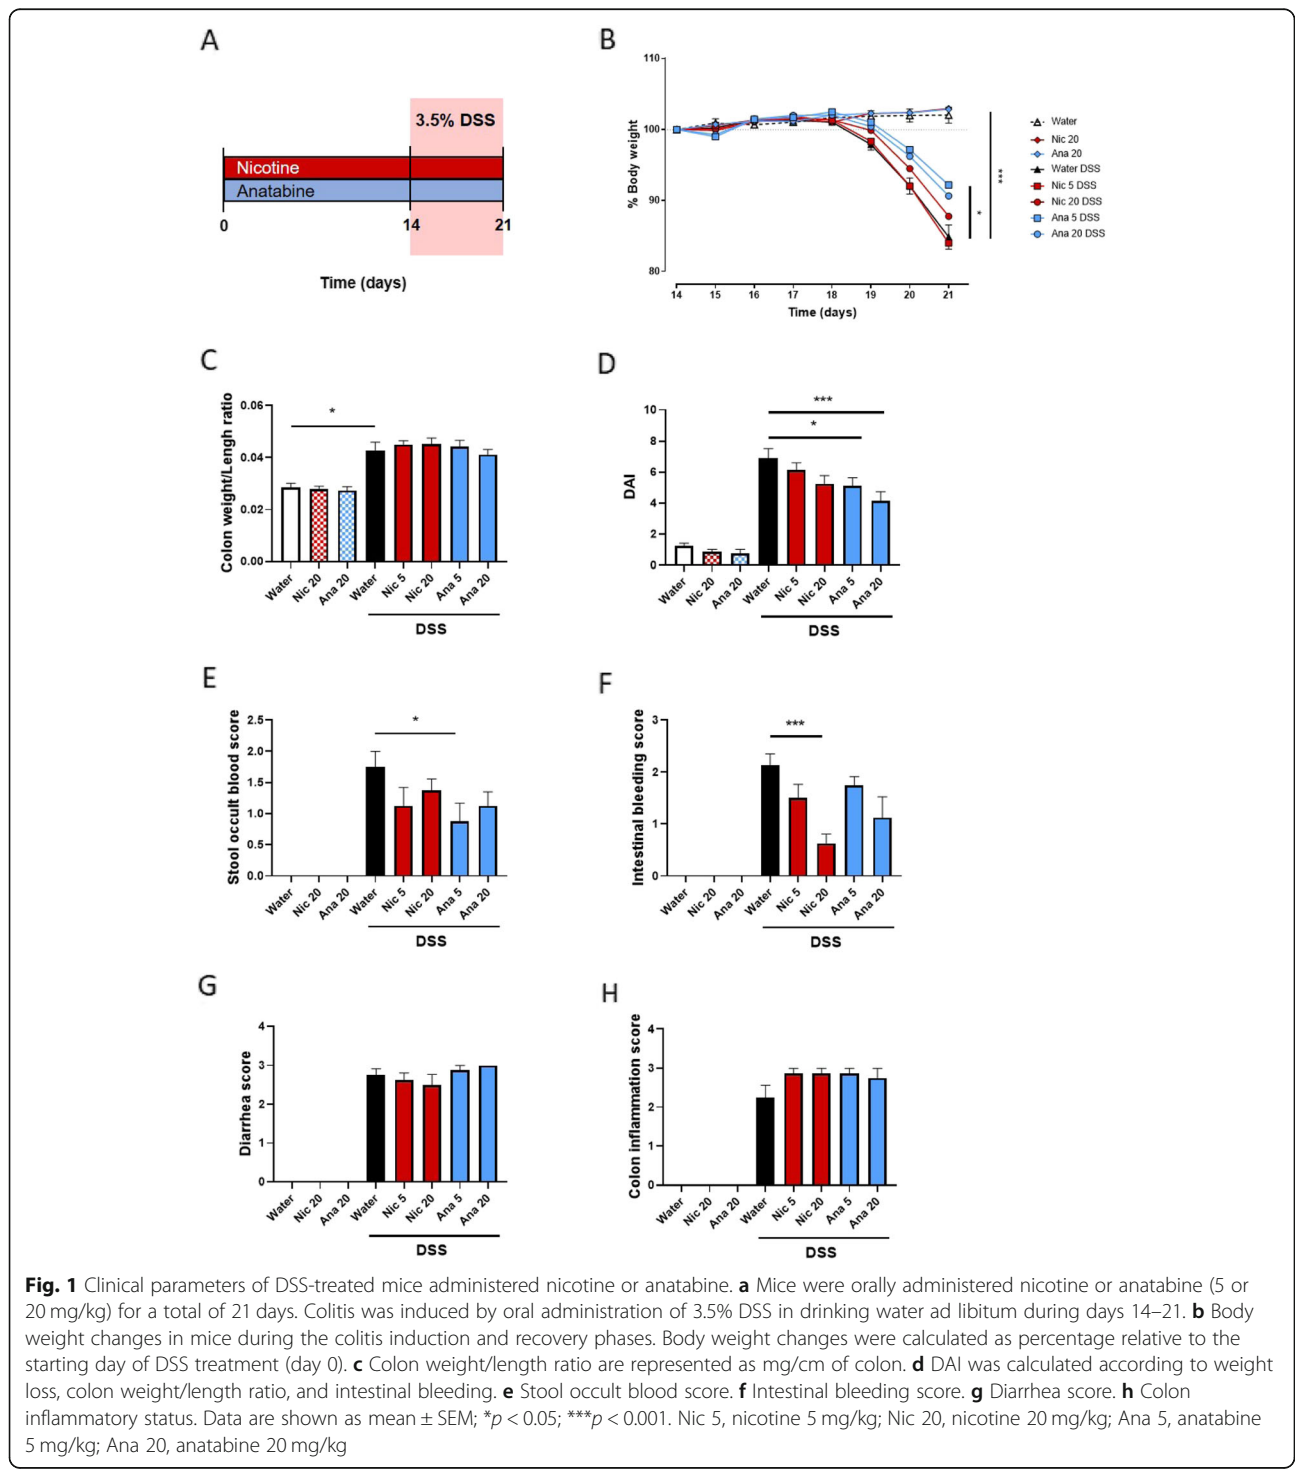 A
3.5% DSS
Nicotine
Anatabine
0 14 21
Time (days)
B
110
100
90
80
% Body weight
14 15 16 17 18 19 20 21
Time (days)
*
***
Water
Nic 20
Ana 20
Water DSS
Nic 5 DSS
Nic 20 DSS
Ana 5 DSS
Ana 20 DSS
C
Colon weight/Lengh ratio
0.06
0.04
0.02
0.00
*
Water Nic 20 Ana 20 Water Nic 5 Nic 20 Ana 5 Ana 20
DSS
D
DAI
10
8
6
4
2
0
***
*
Water Nic 20 Ana 20 Water Nic 5 Nic 20 Ana 5 Ana 20
DSS
E
Stool occult blood score
2.5
2.0
1.5
1.0
0.5
0.0
*
Water Nic 20 Ana 20 Water Nic 5 Nic 20 Ana 5 Ana 20
DSS
F
Intestinal bleeding score
3
2
1
0
***
Water Nic 20 Ana 20 Water Nic 5 Nic 20 Ana 5 Ana 20
DSS
G
Diarrhea score
4
3
2
1
0
Water Nic 20 Ana 20 Water Nic 5 Nic 20 Ana 5 Ana 20
DSS
H
Colon inflammation score
4
3
2
1
0
Water Nic 20 Ana 20 Water Nic 5 Nic 20 Ana 5 Ana 20
DSS
Fig. 1 Clinical parameters of DSS-treated mice administered nicotine or anatabine. a Mice were orally administered nicotine or anatabine (5 or
20 mg/kg) for a total of 21 days. Colitis was induced by oral administration of 3.5% DSS in drinking water ad libitum during days 14–21. b Body
weight changes in mice during the colitis induction and recovery phases. Body weight changes were calculated as percentage relative to the
starting day of DSS treatment (day 0). c Colon weight/length ratio are represented as mg/cm of colon. d DAI was calculated according to weight
loss, colon weight/length ratio, and intestinal bleeding. e Stool occult blood score. f Intestinal bleeding score. g Diarrhea score. h Colon
inflammatory status. Data are shown as mean ± SEM; *p < 0.05; ***p < 0.001. Nic 5, nicotine 5 mg/kg; Nic 20, nicotine 20 mg/kg; Ana 5, anatabine
5 mg/kg; Ana 20, anatabine 20 mg/kg